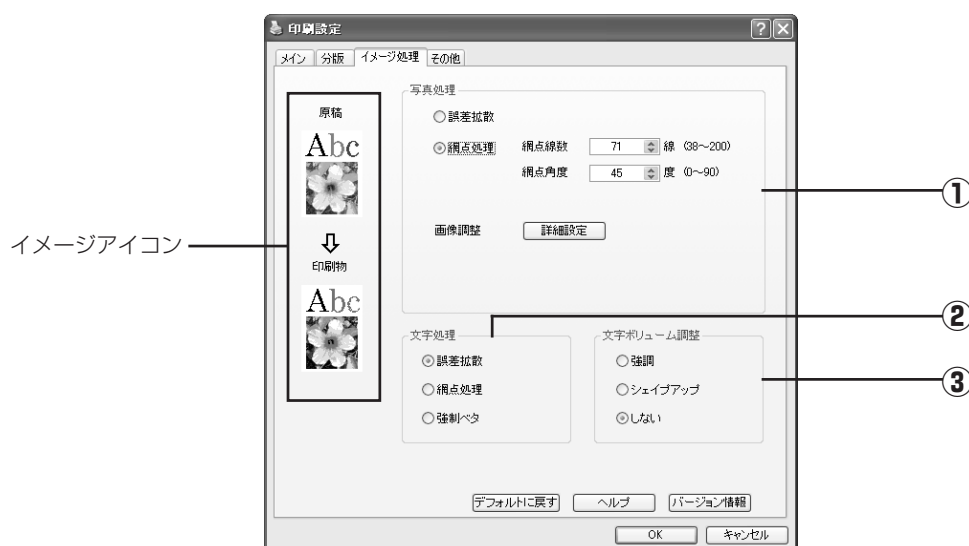 印刷設定
メイン 分版 イメージ処理 その他
原稿
Abc
印刷物
Abc
イメージアイコン
写真処理
誤差拡散
網点処理 網点線数 71 線 (38～200)
網点角度 45 度 (0～90)
画像調整 詳細設定
①
文字処理
誤差拡散
網点処理
強制ベタ
②
文字ボリューム調整
強調
シェイプアップ
しない
③
デフォルトに戻す ヘルプ バージョン情報
OK キャンセル